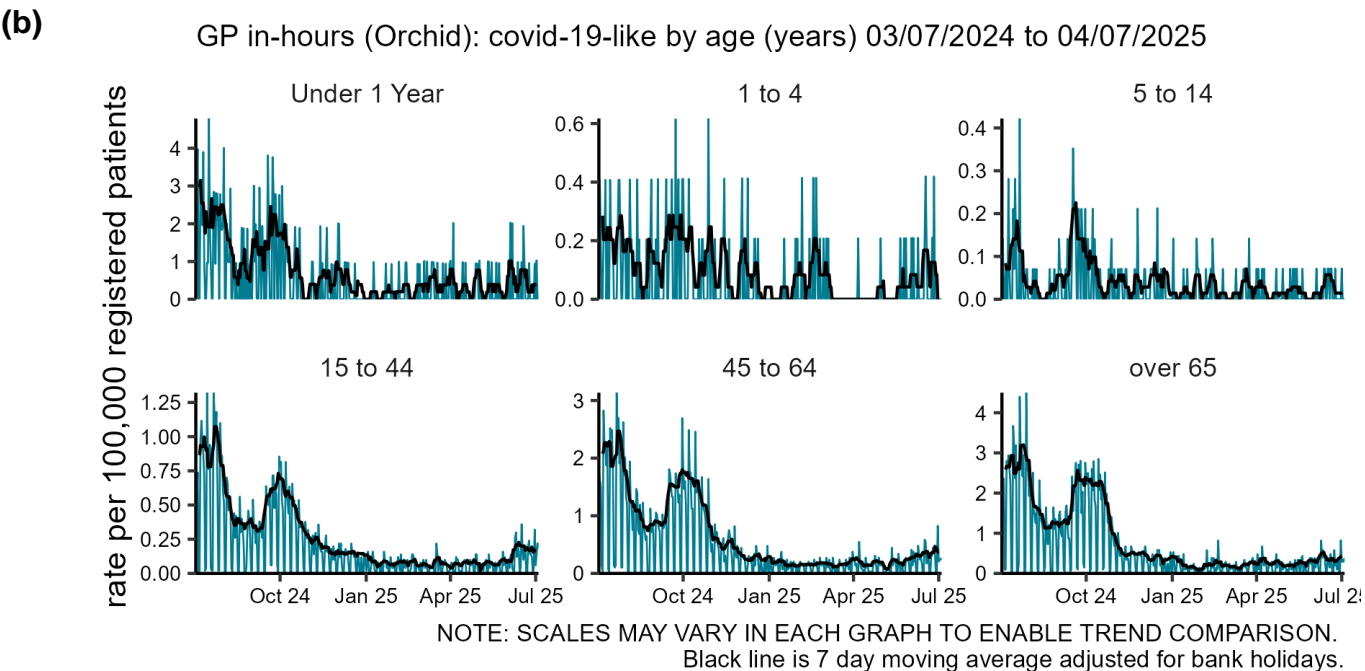 (b)
GP in-hours (Orchid): covid-19-like by age (years) 03/07/2024 to 04/07/2025
rate per 100,000 registered patients
Under 1 Year
4
3
2
1
0
1 to 4
0.6
0.4
0.2
0.0
5 to 14
0.4
0.3
0.2
0.1
0.0
15 to 44
1.25
1.00
0.75
0.50
0.25
0.00
Oct 24 Jan 25 Apr 25 Jul 25
45 to 64
3
2
1
0
Oct 24 Jan 25 Apr 25 Jul 25
over 65
4
3
2
1
0
Oct 24 Jan 25 Apr 25 Jul 25
NOTE: SCALES MAY VARY IN EACH GRAPH TO ENABLE TREND COMPARISON.
Black line is 7 day moving average adjusted for bank holidays.